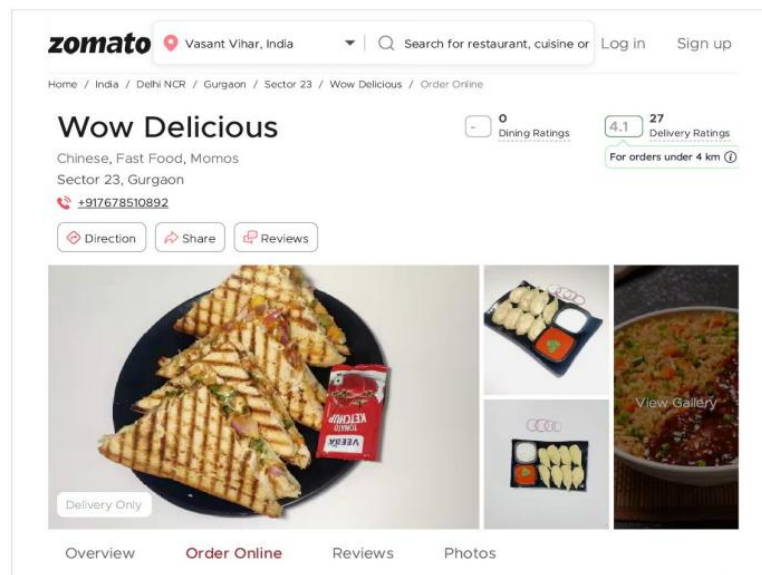 zomato
Vasant Vihar, India
Search for restaurant, cuisine or
Log in
Sign up
Home / India / Delhi NCR / Gurgaon / Sector 23 / Wow Delicious / Order Online
Wow Delicious
-
0
Dining Ratings
4.1
27
Delivery Ratings
For orders under 4 km
Chinese, Fast Food, Momos
Sector 23, Gurgaon
+917678510892
Direction
Share
Reviews
VEEBA
TOMATO
KETCHUP
View Gallery
Delivery Only
Overview
Order Online
Reviews
Photos